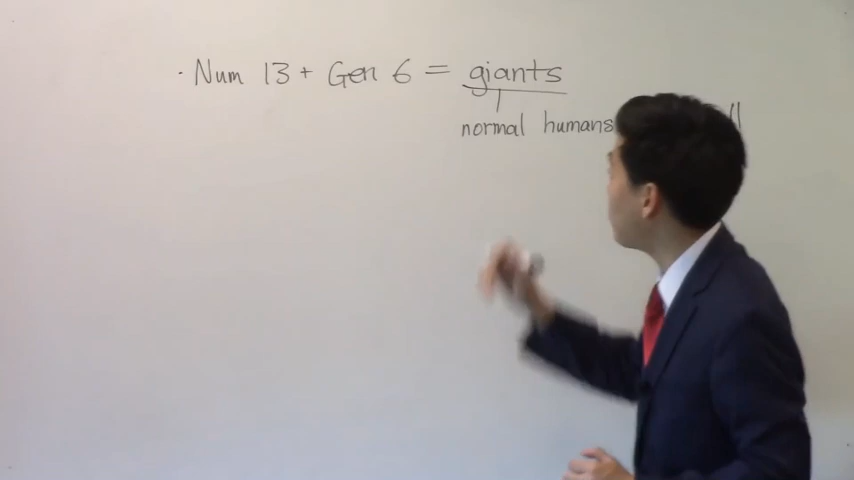 · Num 13 + Gen 6 = giants
normal humans